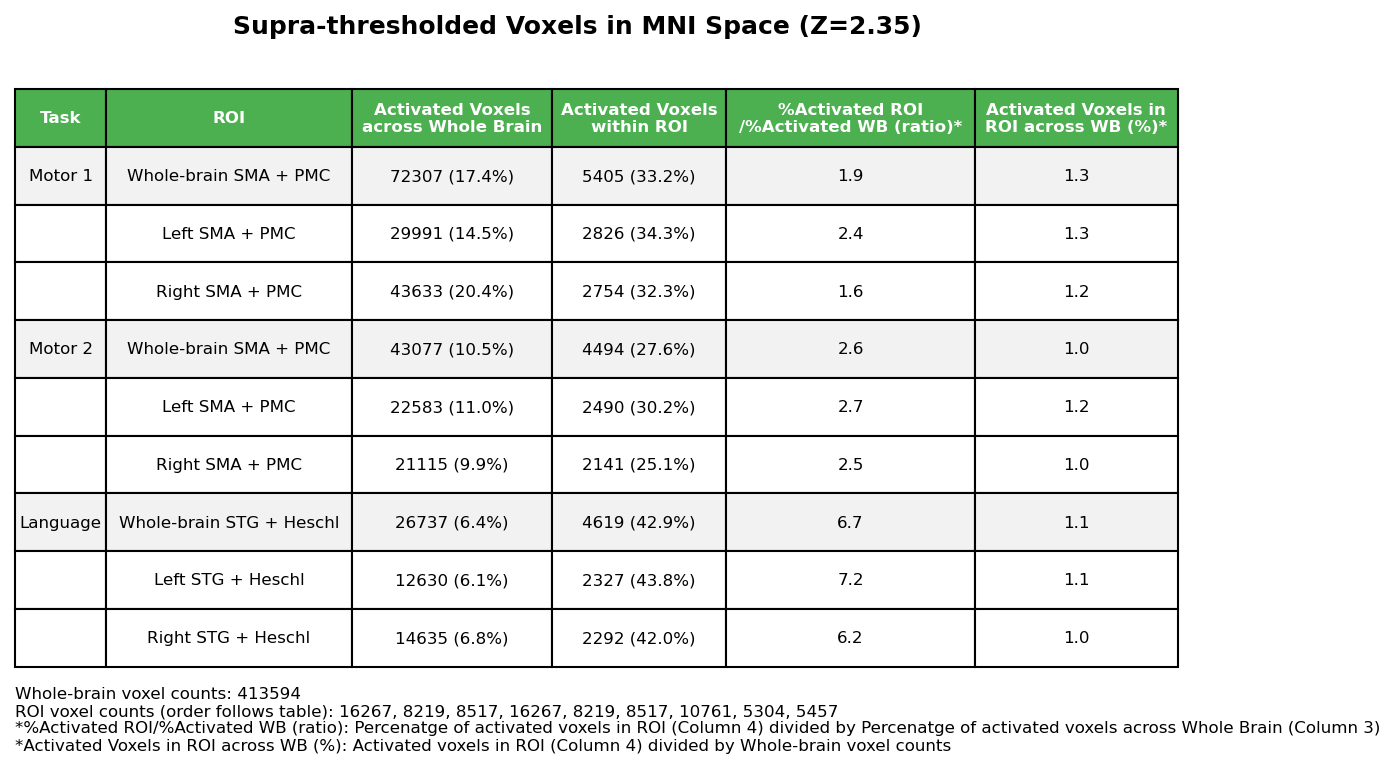 Supra-thresholded Voxels in MNI Space (Z=2.35)
Task ROI Activated Voxels across Whole Brain Activated Voxels within ROI %Activated ROI /%Activated WB (ratio)* Activated Voxels in ROI across WB (%)*
Motor 1 Whole-brain SMA + PMC 72307 (17.4%) 5405 (33.2%) 1.9 1.3
Left SMA + PMC 29991 (14.5%) 2826 (34.3%) 2.4 1.3
Right SMA + PMC 43633 (20.4%) 2754 (32.3%) 1.6 1.2
Motor 2 Whole-brain SMA + PMC 43077 (10.5%) 4494 (27.6%) 2.6 1.0
Left SMA + PMC 22583 (11.0%) 2490 (30.2%) 2.7 1.2
Right SMA + PMC 21115 (9.9%) 2141 (25.1%) 2.5 1.0
Language Whole-brain STG + Heschl 26737 (6.4%) 4619 (42.9%) 6.7 1.1
Left STG + Heschl 12630 (6.1%) 2327 (43.8%) 7.2 1.1
Right STG + Heschl 14635 (6.8%) 2292 (42.0%) 6.2 1.0
Whole-brain voxel counts: 413594
ROI voxel counts (order follows table): 16267, 8219, 8517, 16267, 8219, 8517, 10761, 5304, 5457
*%Activated ROI/%Activated WB (ratio): Percenatge of activated voxels in ROI (Column 4) divided by Percenatge of activated voxels across Whole Brain (Column 3)
*Activated Voxels in ROI across WB (%): Activated voxels in ROI (Column 4) divided by Whole-brain voxel counts